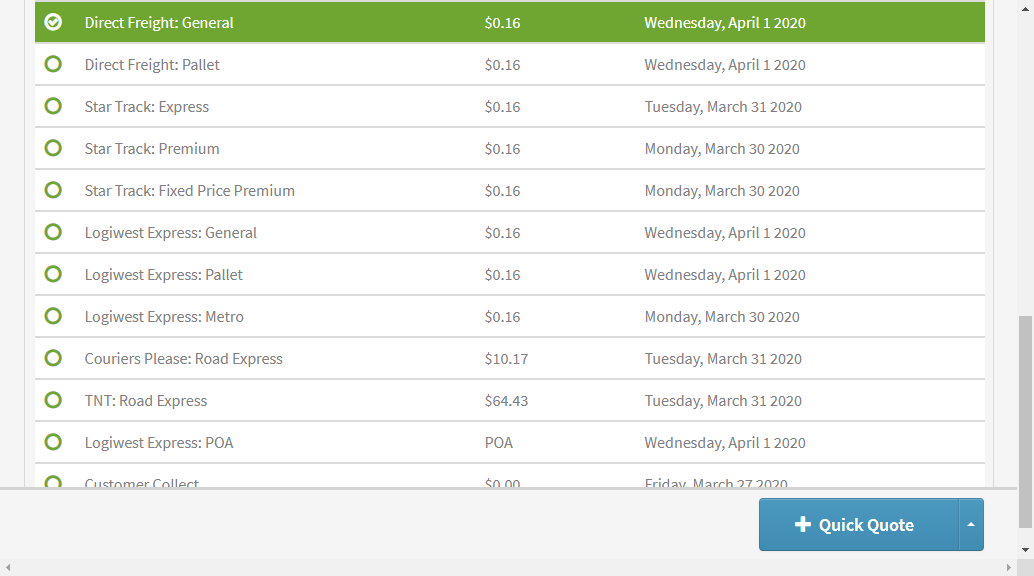 Direct Freight: General $0.16 Wednesday, April 1 2020
Direct Freight: Pallet $0.16 Wednesday, April 1 2020
Star Track: Express $0.16 Tuesday, March 31 2020
Star Track: Premium $0.16 Monday, March 30 2020
Star Track: Fixed Price Premium $0.16 Monday, March 30 2020
Logiwest Express: General $0.16 Wednesday, April 1 2020
Logiwest Express: Pallet $0.16 Wednesday, April 1 2020
Logiwest Express: Metro $0.16 Monday, March 30 2020
Couriers Please: Road Express $10.17 Tuesday, March 31 2020
TNT: Road Express $64.43 Tuesday, March 31 2020
Logiwest Express: POA POA Wednesday, April 1 2020
Customer Collect $0.00 Friday, March 27 2020
Quick Quote